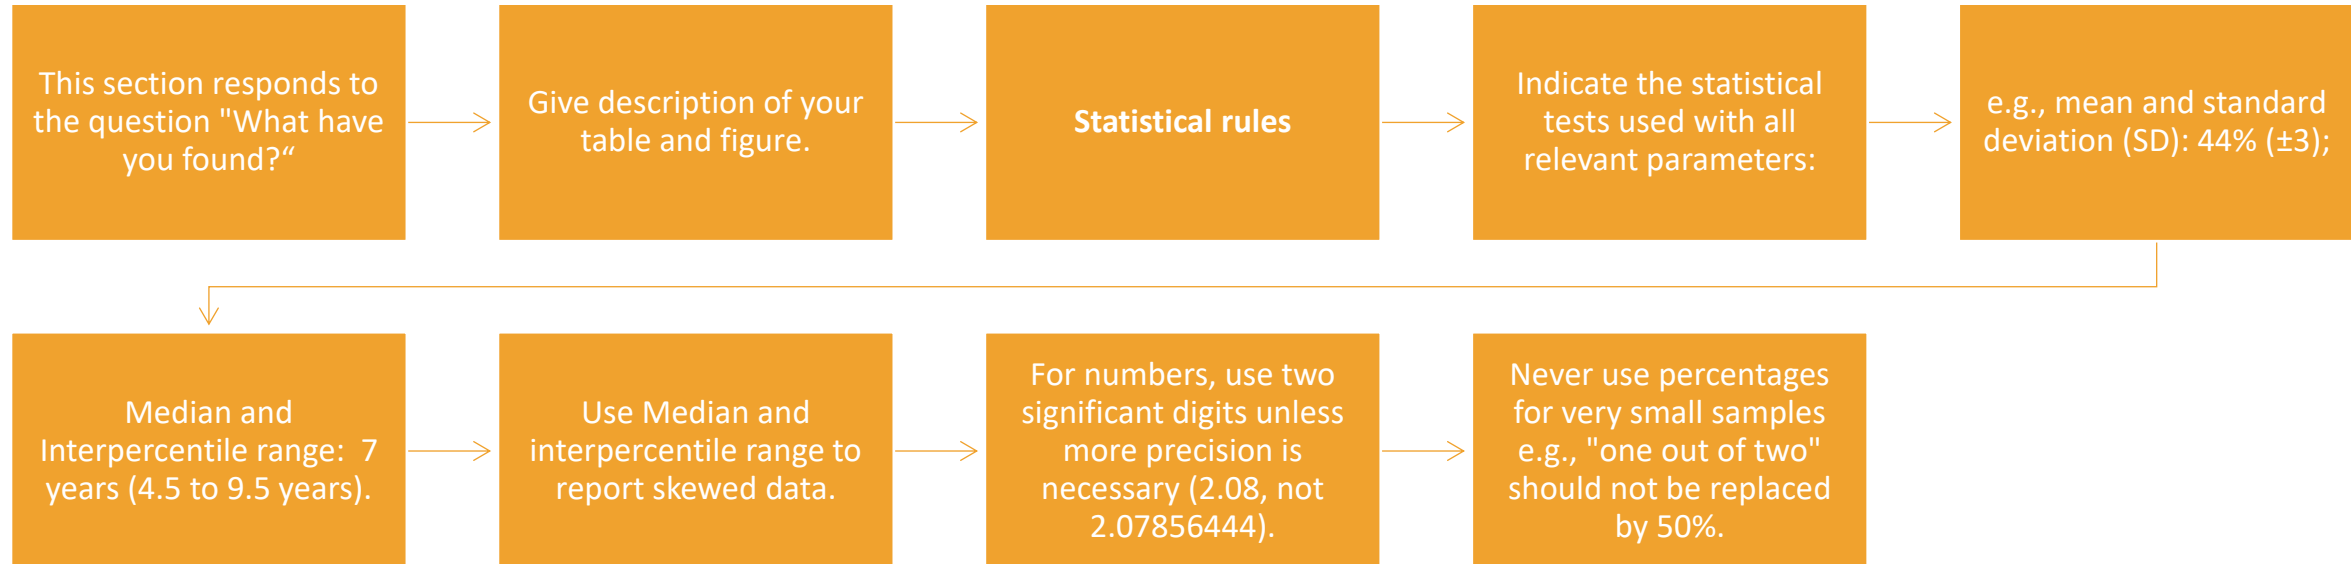 This section responds to
the question "What have
you found?“
Give description of your
table and figure.
Statistical rules
Indicate the statistical
tests used with all
relevant parameters:
e.g., mean and standard
deviation (SD): 44% (±3);
Median and
Interpercentile range:  7
years (4.5 to 9.5 years).
Use Median and
interpercentile range to
report skewed data.
For numbers, use two
significant digits unless
more precision is
necessary (2.08, not
2.07856444).
Never use percentages
for very small samples
e.g., "one out of two"
should not be replaced
by 50%.